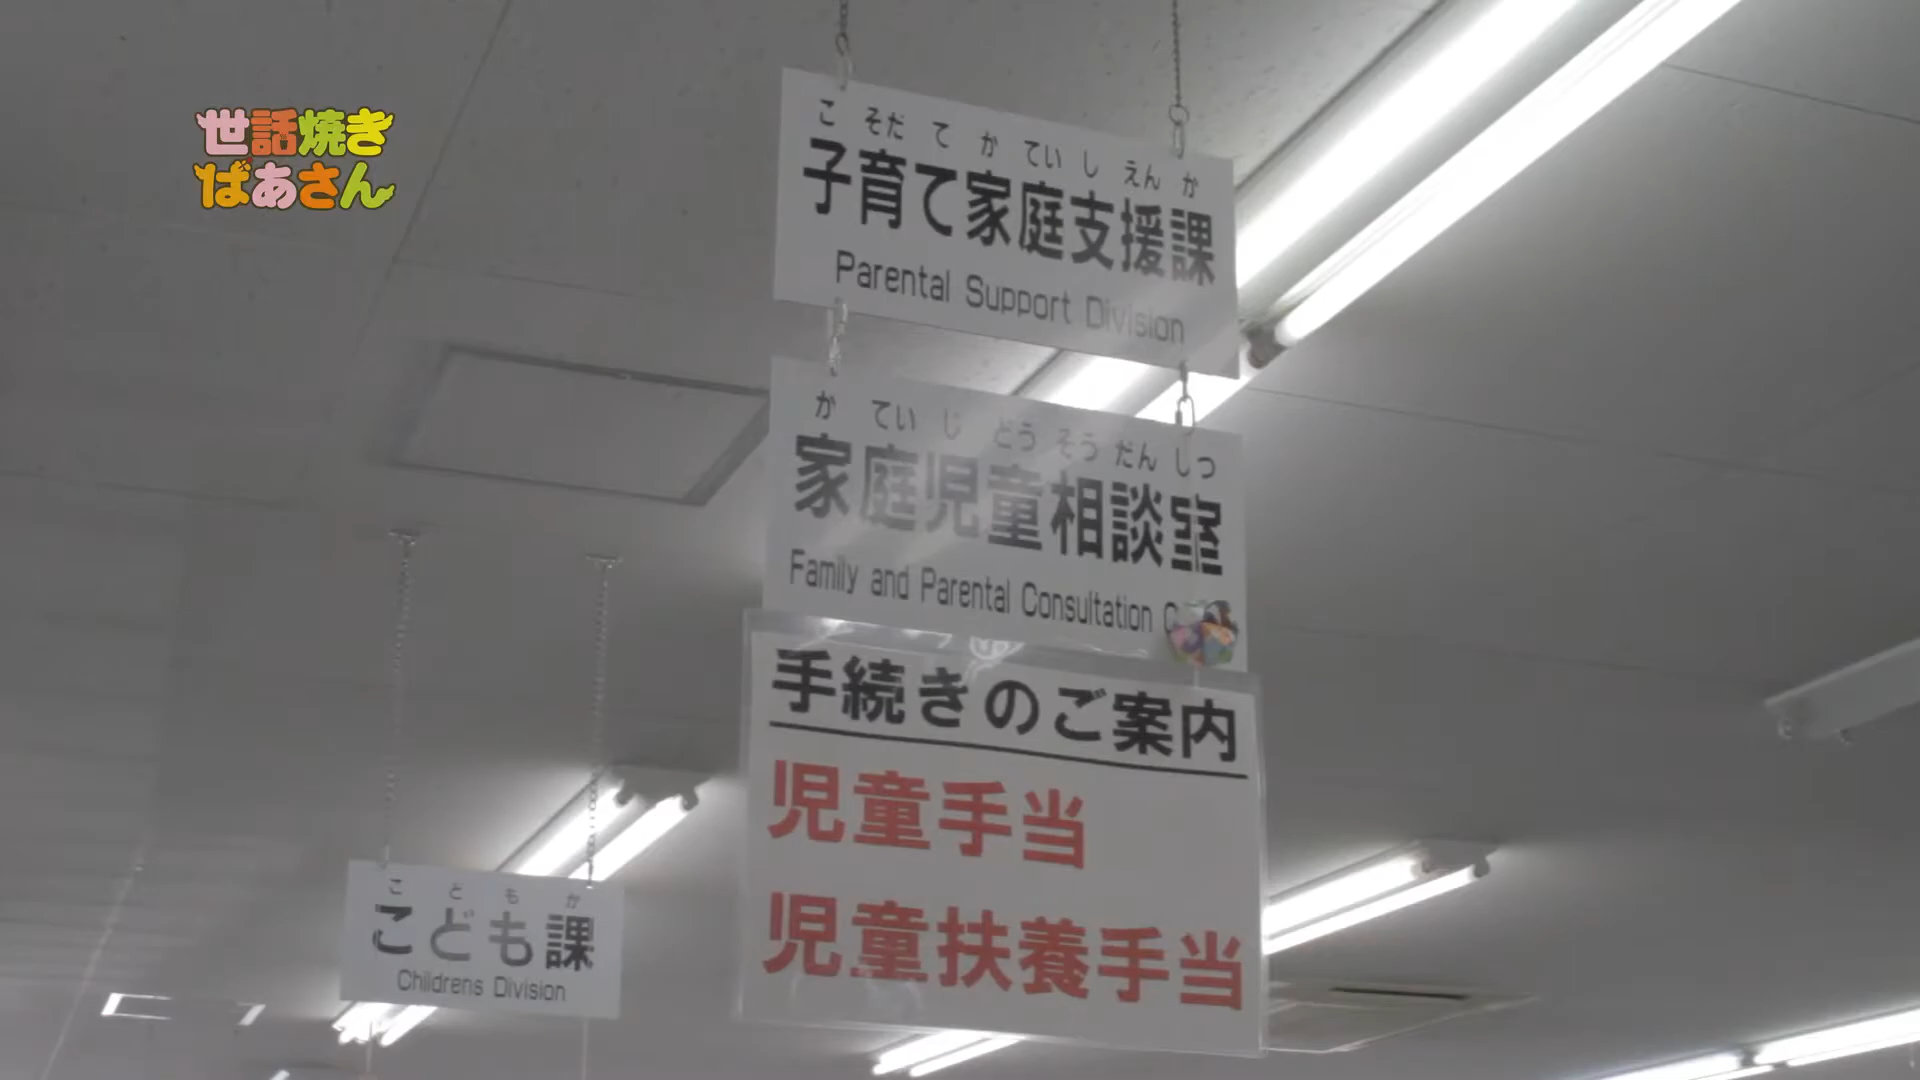 世話焼き
ばあさん
こ そだ て か てい し えん か
子育て家庭支援課
Parental Support Division
か てい じ どう そう だん しつ
家庭児童相談室
Family and Parental Consultation
手続きのご案内
児童手当
児童扶養手当
こ ど も か
こども課
Childrens Division